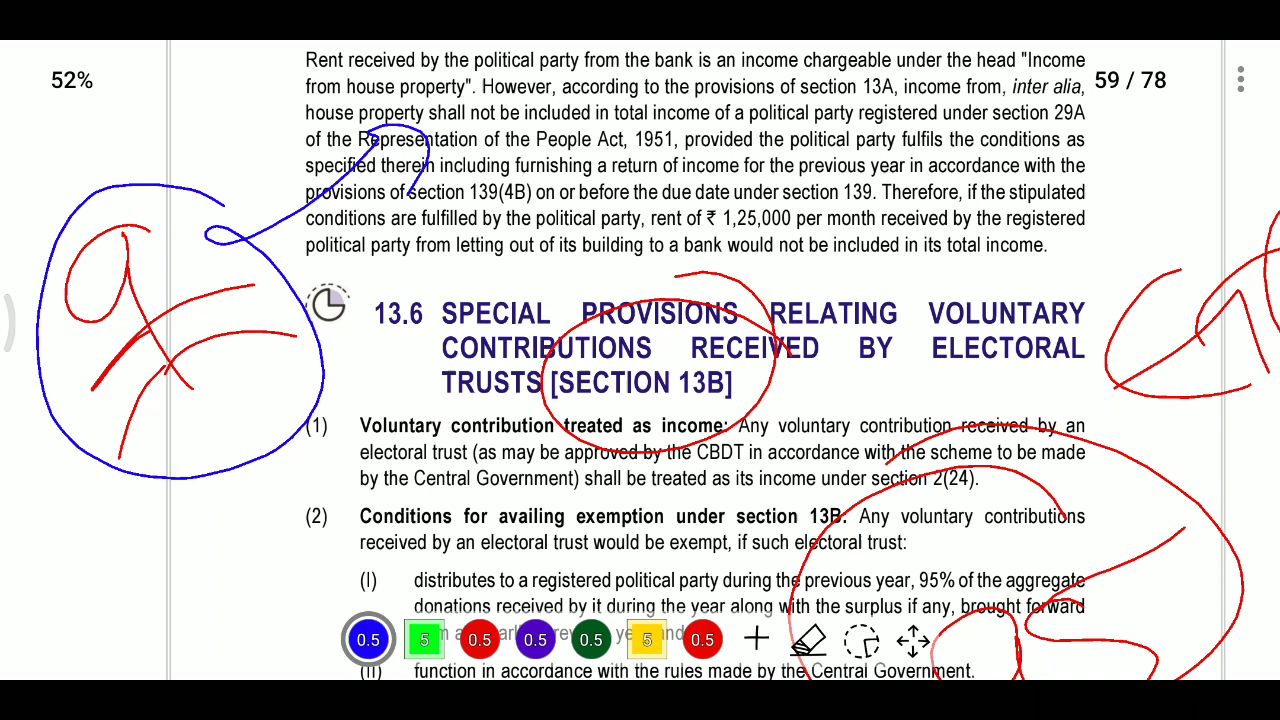 Rent received by the political party from the bank is an income chargeable under the head "Income
52%
from house property". However, according to the provisions of section 13A, income from, inter alia,
59 / 78
house property shall not be included in total income of a political party registered under section 29A
of the Representation of the People Act, 1951, provided the political party fulfils the conditions as
specified therein including furnishing a return of income for the previous year in accordance with the
provisions of section 139(4B) on or before the due date under section 139. Therefore, if the stipulated
conditions are fulfilled by the political party, rent of ₹ 1,25,000 per month received by the registered
political party from letting out of its building to a bank would not be included in its total income.
13.6 SPECIAL PROVISIONS RELATING VOLUNTARY
CONTRIBUTIONS RECEIVED BY ELECTORAL
TRUSTS [SECTION 13B]
(1) Voluntary contribution treated as income: Any voluntary contribution received by an
electoral trust (as may be approved by the CBDT in accordance with the scheme to be made
by the Central Government) shall be treated as its income under section 2(24).
(2) Conditions for availing exemption under section 13B: Any voluntary contributions
received by an electoral trust would be exempt, if such electoral trust:
(I) distributes to a registered political party during the previous year, 95% of the aggregate
donations received by it during the year along with the surplus if any, brought forward
0.5 5 0.5 0.5 0.5 5 0.5
(II) function in accordance with the rules made by the Central Government.